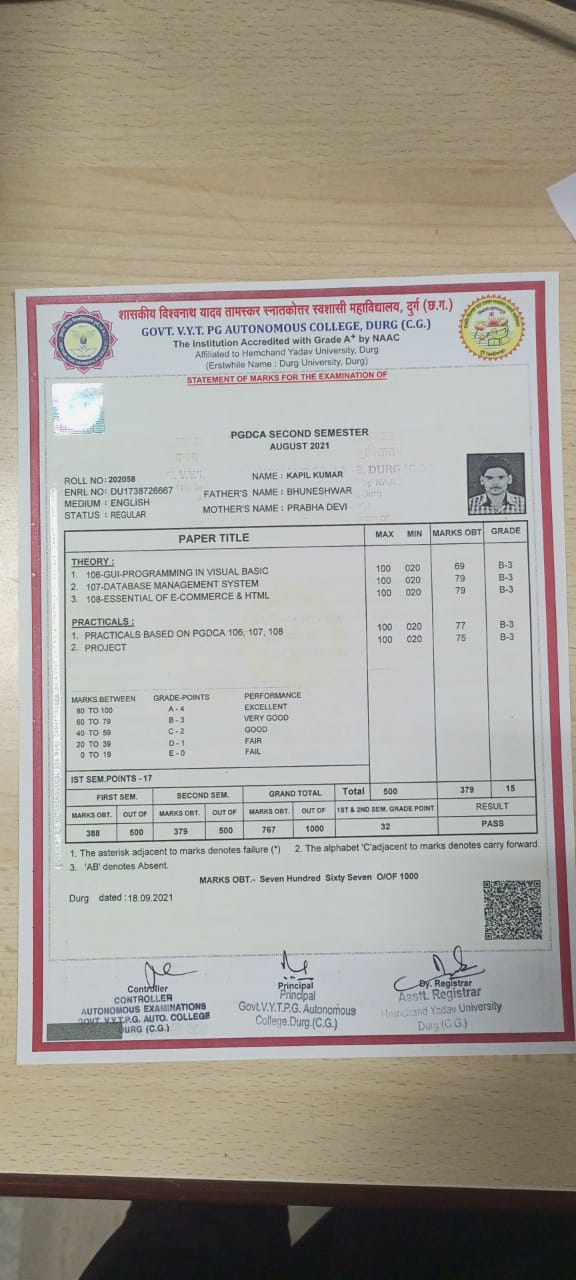 शासकीय विश्वनाथ यादव तामस्कर स्नातकोत्तर स्वशासी महाविद्यालय, दुर्ग (छ.ग.)
GOVT. V.Y.T. PG AUTONOMOUS COLLEGE, DURG (C.G.)
The Institution Accredited with Grade A+ by NAAC
Affiliated to Hemchand Yadav University, Durg
(Erstwhile Name : Durg University, Durg)
STATEMENT OF MARKS FOR THE EXAMINATION OF
PGDCA SECOND SEMESTER
AUGUST 2021
ROLL NO: 202058 NAME : KAPIL KUMAR
ENRL NO: DU1738726667 FATHER'S NAME : BHUNESHWAR
MEDIUM : ENGLISH MOTHER'S NAME : PRABHA DEVI
STATUS : REGULAR
PAPER TITLE MAX MIN MARKS OBT GRADE
THEORY :
1. 106-GUI-PROGRAMMING IN VISUAL BASIC 100 020 69 B-3
2. 107-DATABASE MANAGEMENT SYSTEM 100 020 79 B-3
3. 108-ESSENTIAL OF E-COMMERCE & HTML 100 020 79 B-3
PRACTICALS :
1. PRACTICALS BASED ON PGDCA 106, 107, 108 100 020 77 B-3
2. PROJECT 100 020 75 B-3
MARKS BETWEEN GRADE-POINTS PERFORMANCE
80 TO 100 A - 4 EXCELLENT
60 TO 79 B - 3 VERY GOOD
40 TO 59 C - 2 GOOD
20 TO 39 D - 1 FAIR
0 TO 19 E - 0 FAIL
IST SEM.POINTS - 17
FIRST SEM. SECOND SEM. GRAND TOTAL Total 500 379 15
MARKS OBT. OUT OF MARKS OBT. OUT OF MARKS OBT. OUT OF 1ST & 2ND SEM. GRADE POINT RESULT
388 500 379 500 767 1000 32 PASS
1. The asterisk adjacent to marks denotes failure (*) 2. The alphabet 'C'adjacent to marks denotes carry forward.
3. 'AB' denotes Absent.
MARKS OBT.- Seven Hundred Sixty Seven O/OF 1000
Durg dated : 18.09.2021
Controller Principal Dy. Registrar
CONTROLLER Principal Asstt. Registrar
AUTONOMOUS EXAMINATIONS Govt.V.Y.T.P.G. Autonomous Hemchand Yadav University
GOVT. V.Y.T.P.G. AUTO. COLLEGE College.Durg.(C.G.) Durg (C.G.)
DURG (C.G.)